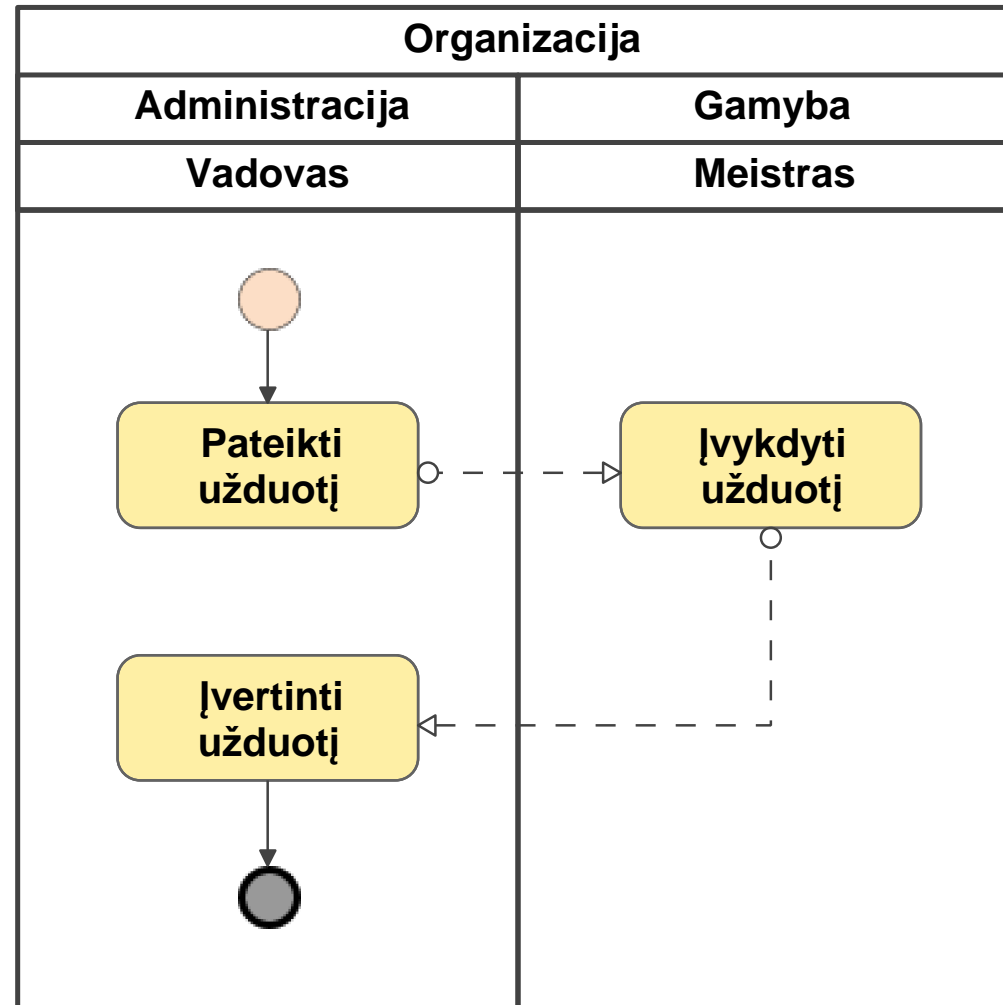 Organizacija
Administracija
Gamyba
Vadovas
Meistras
Pateikti
užduotį
Įvykdyti
užduotį
Įvertinti
užduotį